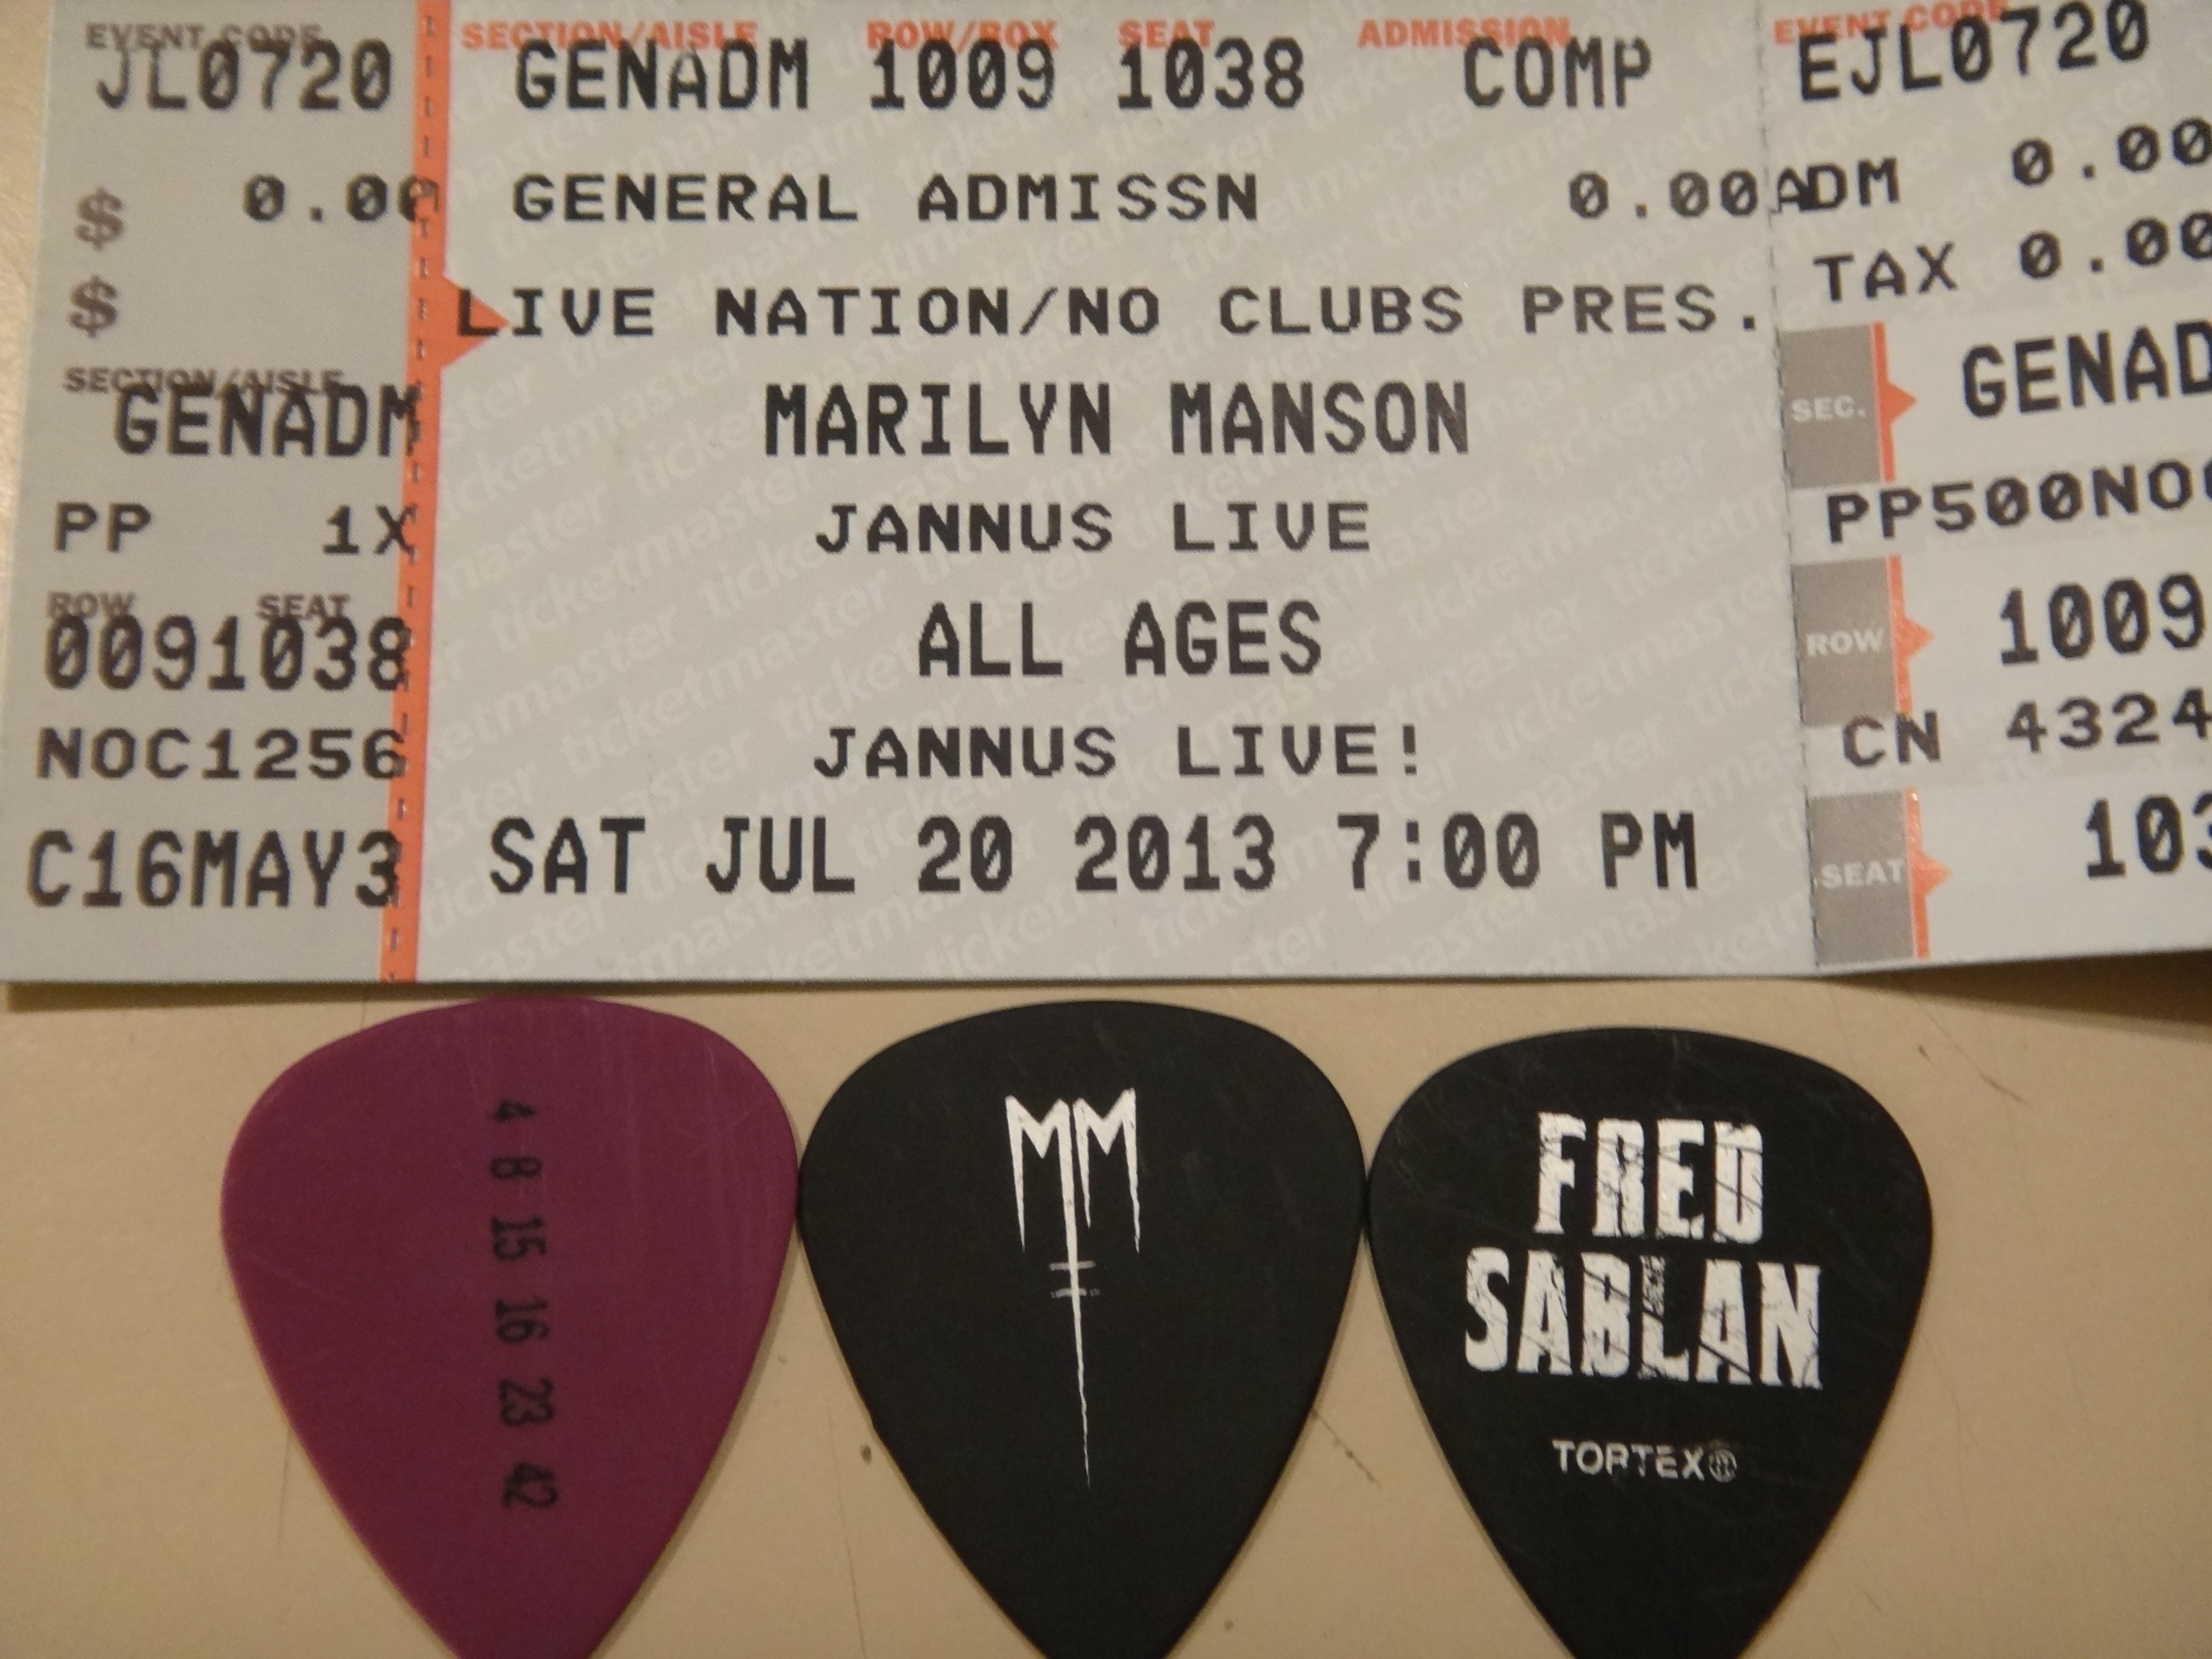 EVENT CODE SECTION/AISLE ROW/BOX SEAT ADMISSION EVENT CODE
JL0720 GENADM 1009 1038 COMP EJL0720
$ 0.00 GENERAL ADMISSN 0.00 ADM 0.00
$ LIVE NATION/NO CLUBS PRES. TAX 0.00
SECTION/AISLE
GENADM MARILYN MANSON SEC. GENAD
PP 1X JANNUS LIVE PP500NO
ROW SEAT
0091038 ALL AGES ROW 1009
NOC1256 JANNUS LIVE! CN 4324
C16MAY3 SAT JUL 20 2013 7:00 PM SEAT 103
4 8 15 16 23 42
MM
FRED
SABLAN
TORTEX®